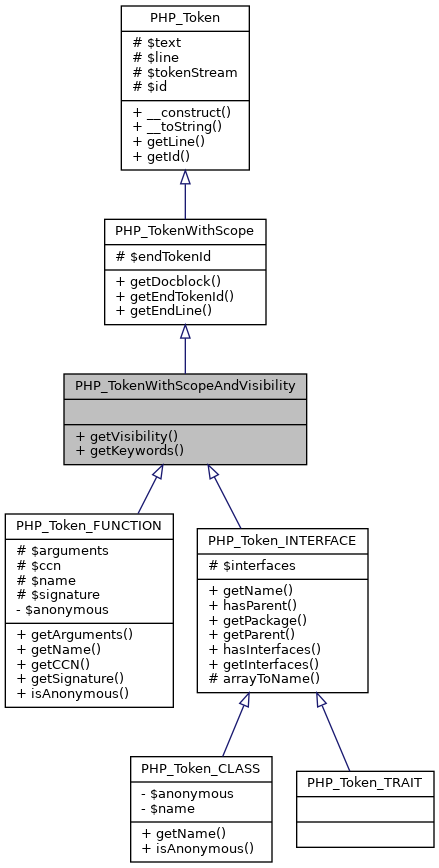 PHP_Token
# $text
# $line
# $tokenStream
# $id
+ __construct()
+ __toString()
+ getLine()
+ getId()
PHP_TokenWithScope
# $endTokenId
+ getDocblock()
+ getEndTokenId()
+ getEndLine()
PHP_TokenWithScopeAndVisibility
+ getVisibility()
+ getKeywords()
PHP_Token_FUNCTION
# $arguments
# $ccn
# $name
# $signature
- $anonymous
+ getArguments()
+ getName()
+ getCCN()
+ getSignature()
+ isAnonymous()
PHP_Token_INTERFACE
# $interfaces
+ getName()
+ hasParent()
+ getPackage()
+ getParent()
+ hasInterfaces()
+ getInterfaces()
# arrayToName()
PHP_Token_CLASS
- $anonymous
- $name
+ getName()
+ isAnonymous()
PHP_Token_TRAIT